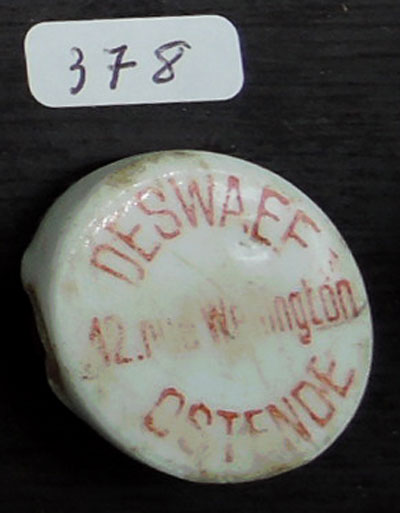 378
DESWAEF
12.rue Wellington
OSTENDE